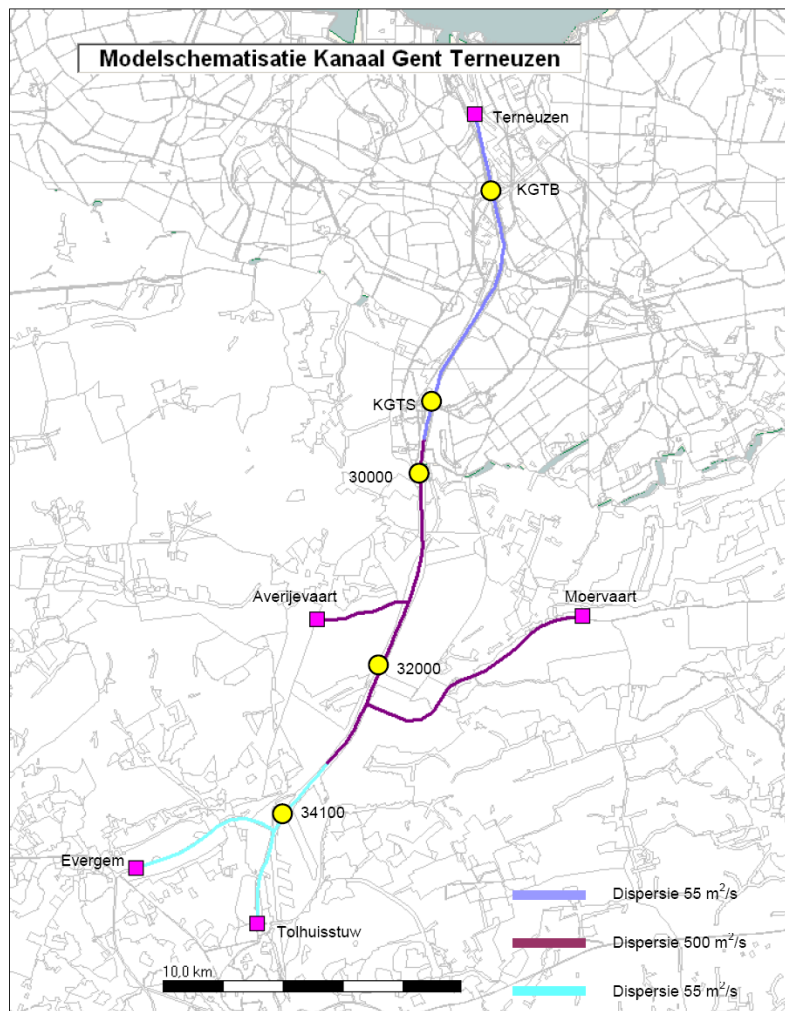 Modelschematisatie Kanaal Gent Terneuzen
Terneuzen
KGTB
KGTS
30000
Averijevaart
Moervaart
32000
34100
Evergem
Tolhuisstuw
Dispersie 55 m²/s
Dispersie 500 m²/s
10,0 km
Dispersie 55 m²/s